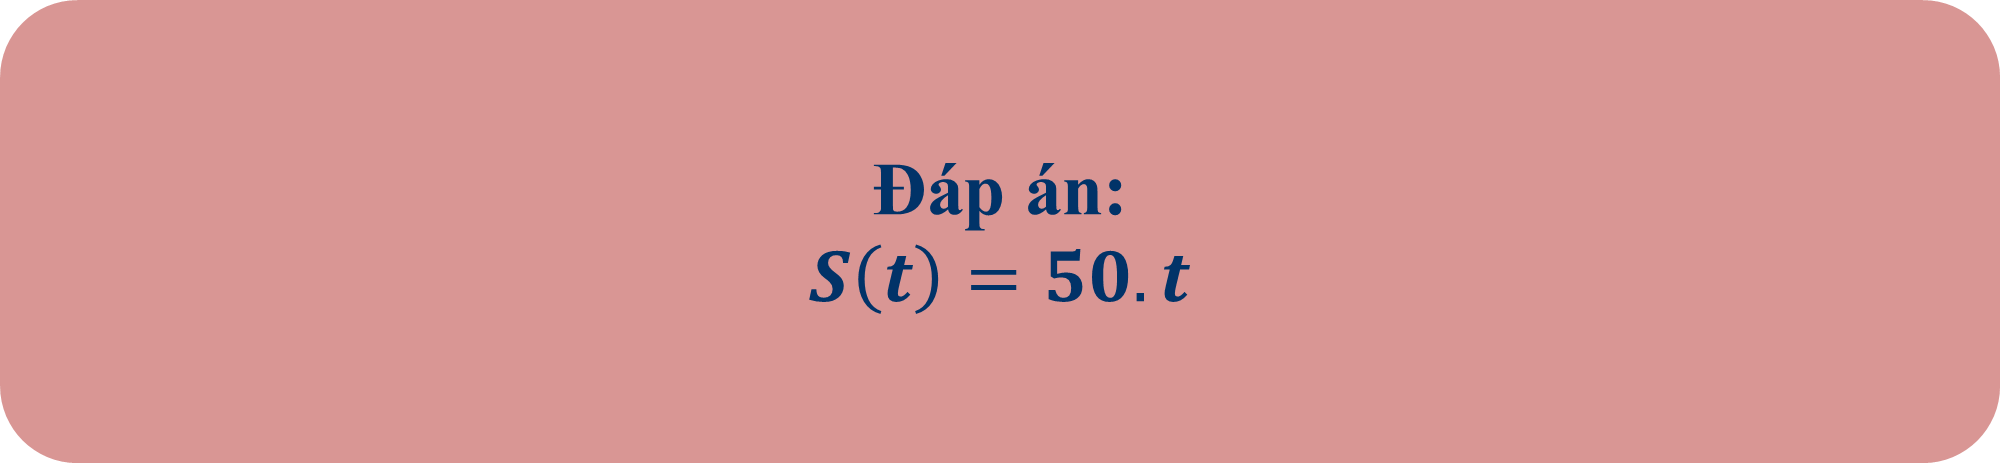 Đáp án:
S(t) = 50. t